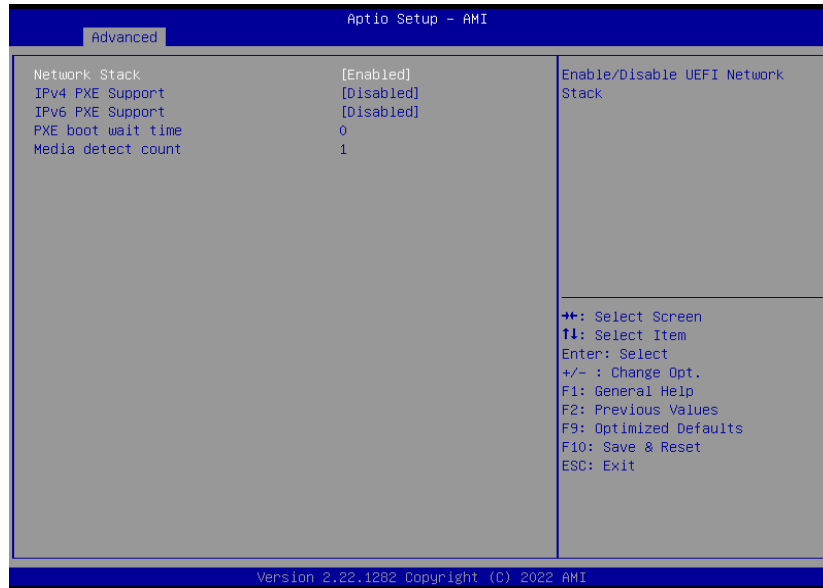 Aptio Setup – AMI
Advanced
Network Stack [Enabled]
IPv4 PXE Support [Disabled]
IPv6 PXE Support [Disabled]
PXE boot wait time 0
Media detect count 1
Enable/Disable UEFI Network
Stack
→←: Select Screen
↑↓: Select Item
Enter: Select
+/– : Change Opt.
F1: General Help
F2: Previous Values
F9: Optimized Defaults
F10: Save & Reset
ESC: Exit
Version 2.22.1282 Copyright (C) 2022 AMI